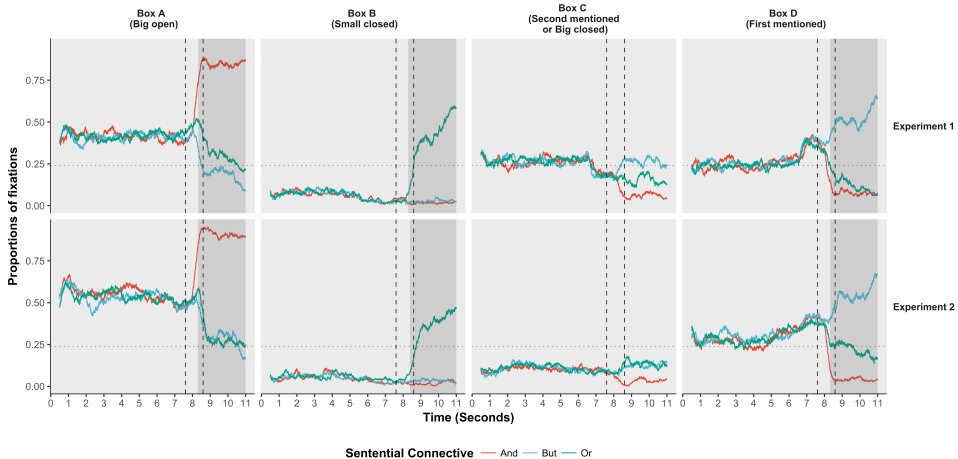 Box A
(Big open)
Box B
(Small closed)
Box C
(Second mentioned
or Big closed)
Box D
(First mentioned)
Proportions of fixations
0.75
0.50
0.25
0.00
Experiment 1
0.75
0.50
0.25
0.00
Experiment 2
0 1 2 3 4 5 6 7 8 9 10 11
0 1 2 3 4 5 6 7 8 9 10 11
0 1 2 3 4 5 6 7 8 9 10 11
0 1 2 3 4 5 6 7 8 9 10 11
Time (Seconds)
Sentential Connective And But Or